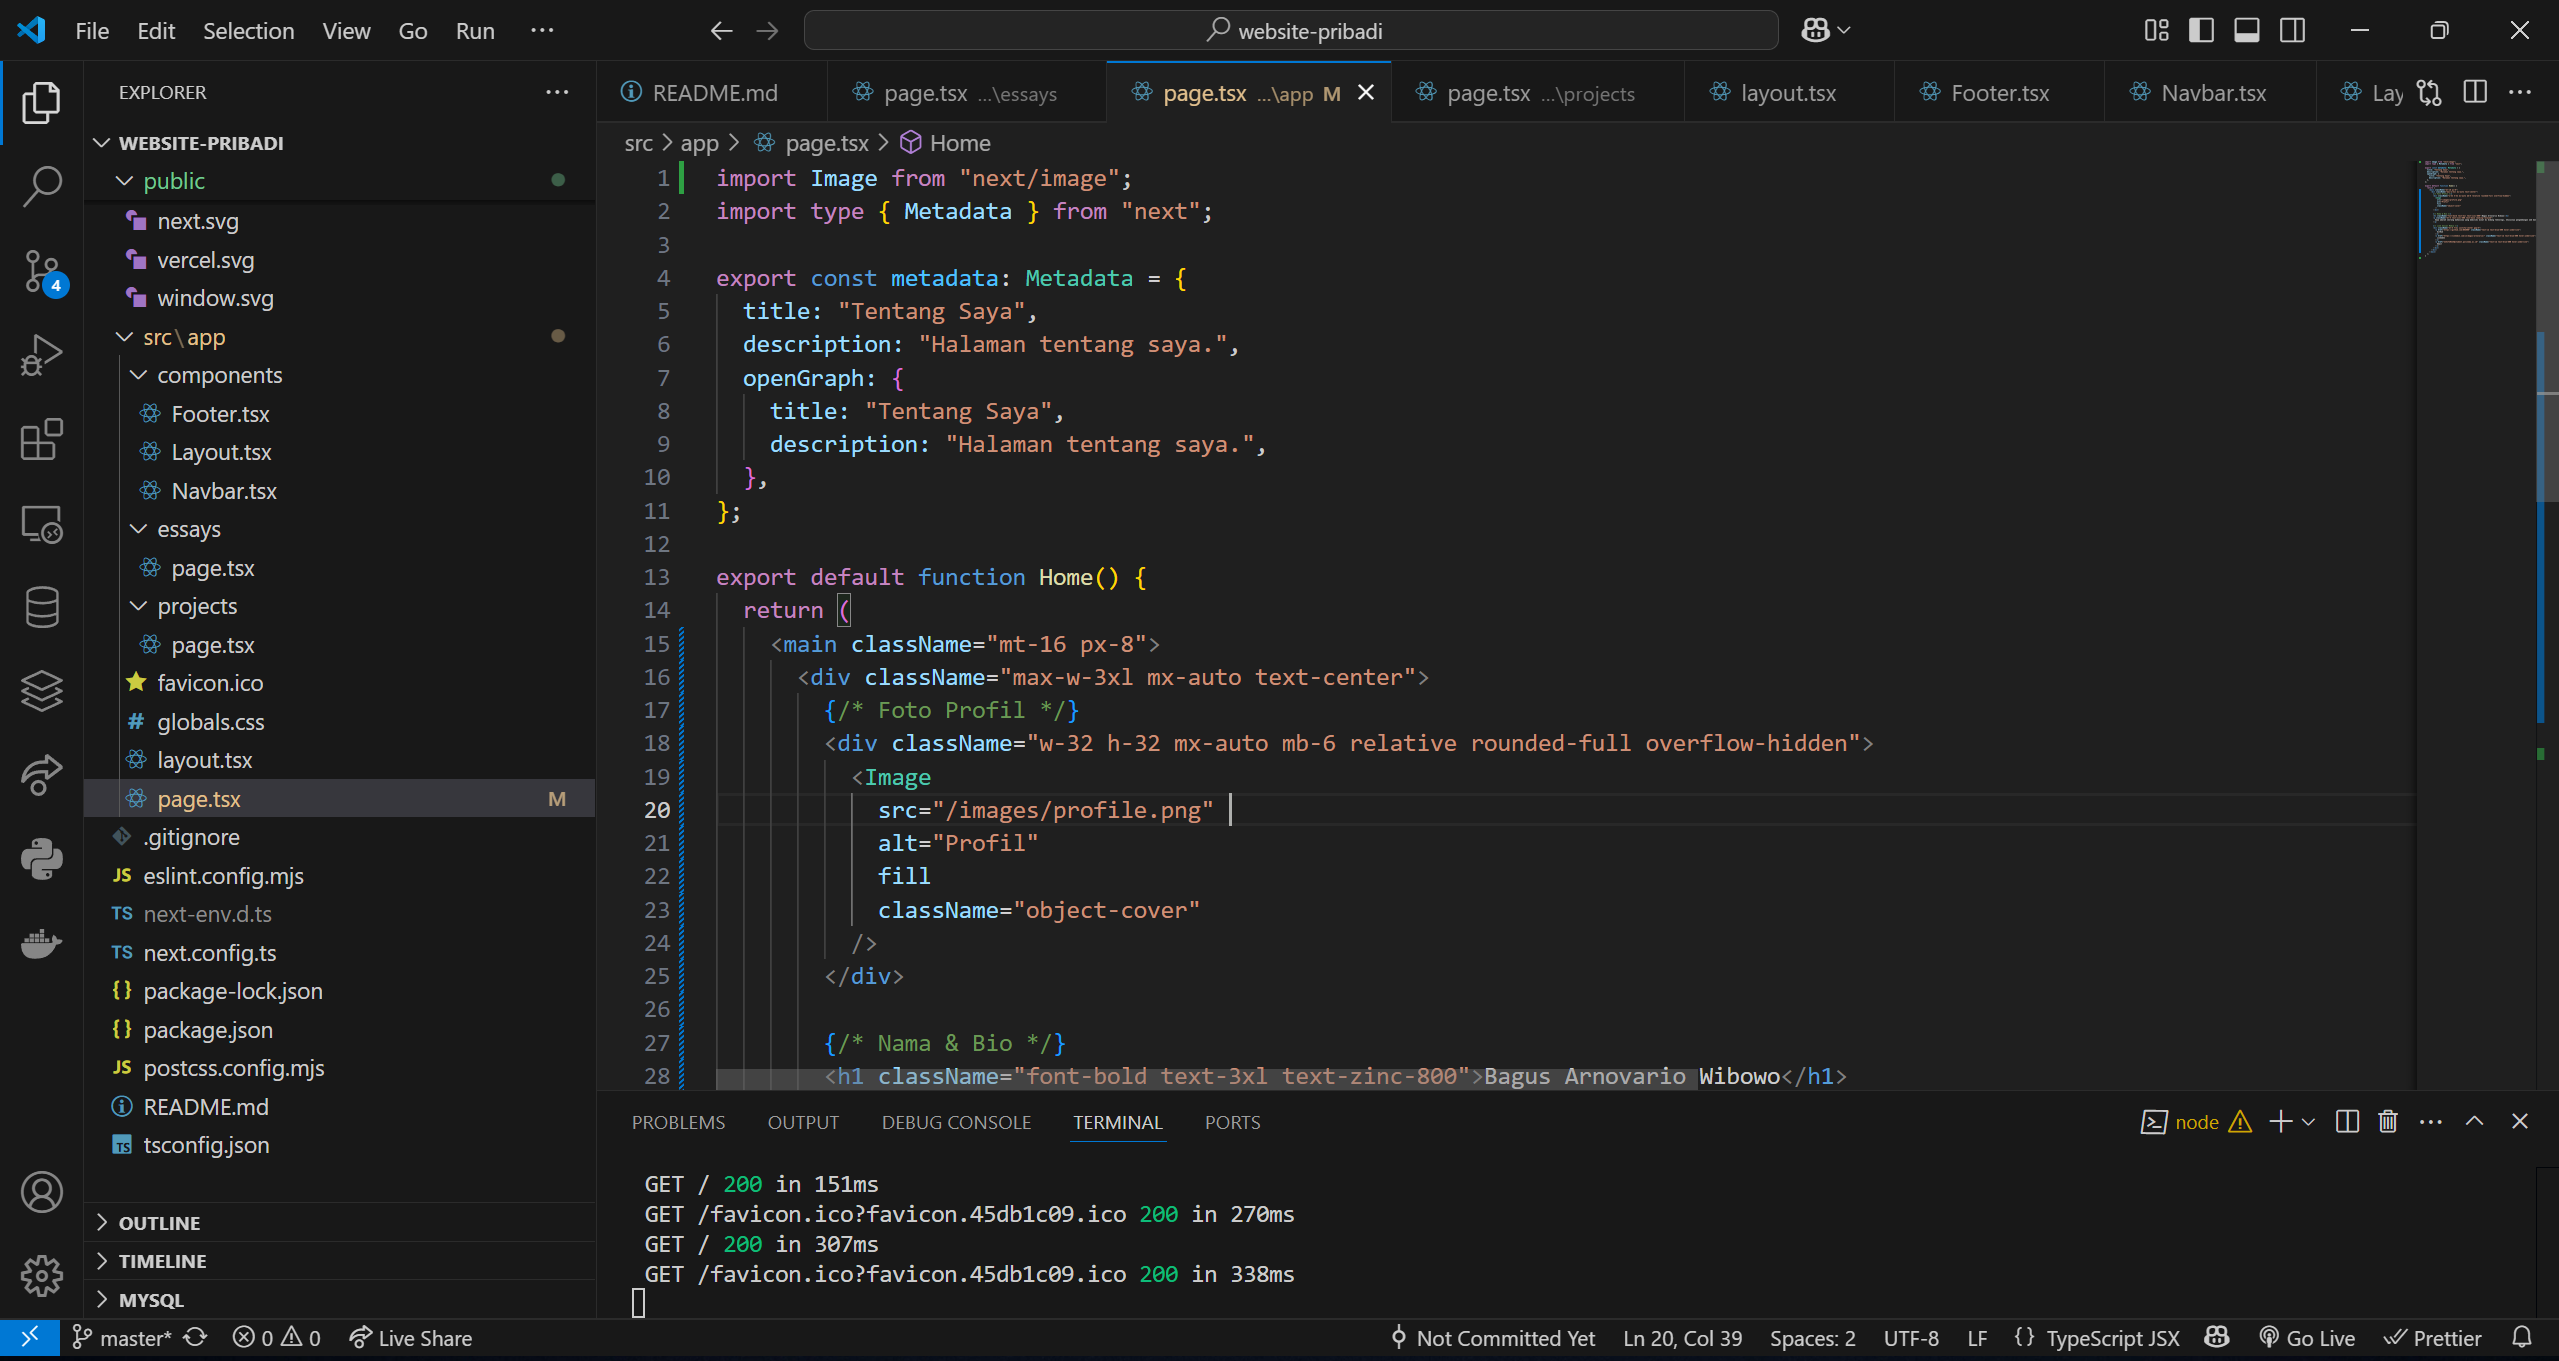 File Edit Selection View Go Run ···
website-pribadi
EXPLORER
WEBSITE-PRIBADI
public
next.svg
vercel.svg
window.svg
src\app
components
Footer.tsx
Layout.tsx
Navbar.tsx
essays
page.tsx
projects
page.tsx
favicon.ico
globals.css
layout.tsx
page.tsx M
.gitignore
eslint.config.mjs
next-env.d.ts
next.config.ts
package-lock.json
package.json
postcss.config.mjs
README.md
tsconfig.json
OUTLINE
TIMELINE
MYSQL
4
README.md page.tsx ...\essays page.tsx ...\app M page.tsx ...\projects layout.tsx Footer.tsx Navbar.tsx Lay
src > app > page.tsx > Home
1 import Image from "next/image";
2 import type { Metadata } from "next";
3
4 export const metadata: Metadata = {
5 title: "Tentang Saya",
6 description: "Halaman tentang saya.",
7 openGraph: {
8 title: "Tentang Saya",
9 description: "Halaman tentang saya.",
10 },
11 };
12
13 export default function Home() {
14 return (
15 <main className="mt-16 px-8">
16 <div className="max-w-3xl mx-auto text-center">
17 {/* Foto Profil */}
18 <div className="w-32 h-32 mx-auto mb-6 relative rounded-full overflow-hidden">
19 <Image
20 src="/images/profile.png"
21 alt="Profil"
22 fill
23 className="object-cover"
24 />
25 </div>
26
27 {/* Nama & Bio */}
28 <h1 className="font-bold text-3xl text-zinc-800">Bagus Arnovario Wibowo</h1>
PROBLEMS OUTPUT DEBUG CONSOLE TERMINAL PORTS
node
GET / 200 in 151ms
GET /favicon.ico?favicon.45db1c09.ico 200 in 270ms
GET / 200 in 307ms
GET /favicon.ico?favicon.45db1c09.ico 200 in 338ms
master* 0 0 Live Share
Not Committed Yet Ln 20, Col 39 Spaces: 2 UTF-8 LF {} TypeScript JSX Go Live Prettier